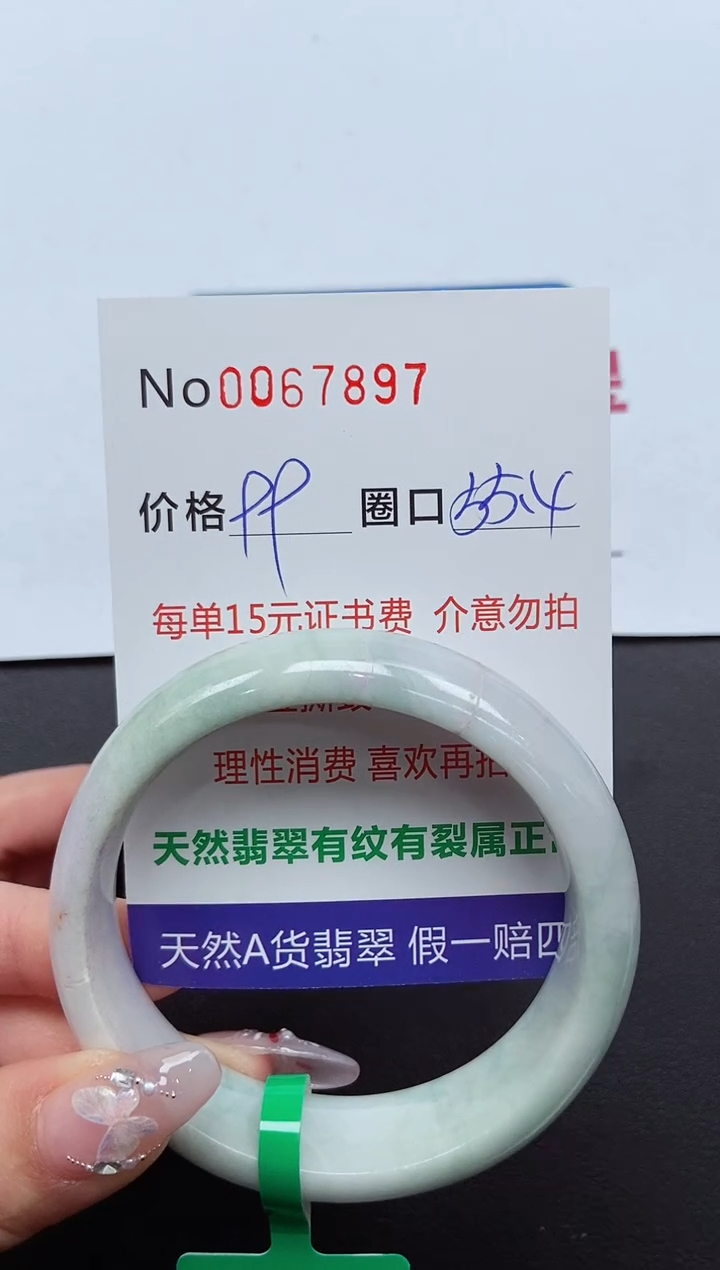 No0067897
价格99 圈口55.4
每单15元证书费 介意勿拍
理性消费 喜欢再拍
天然翡翠有纹有裂属正
天然A货翡翠 假一赔四